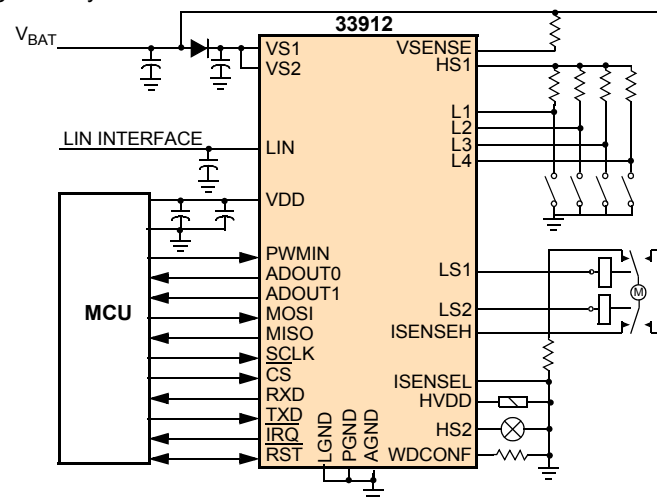 33912
V_BAT
VS1
VS2
VSENSE
HS1
L1
L2
L3
L4
LIN INTERFACE
LIN
VDD
PWMIN
ADOUT0
ADOUT1
MOSI
MISO
SCLK
CS
RXD
TXD
IRQ
RST
MCU
LS1
LS2
M
ISENSEH
ISENSEL
HVDD
HS2
WDCONF
LGND
PGND
AGND